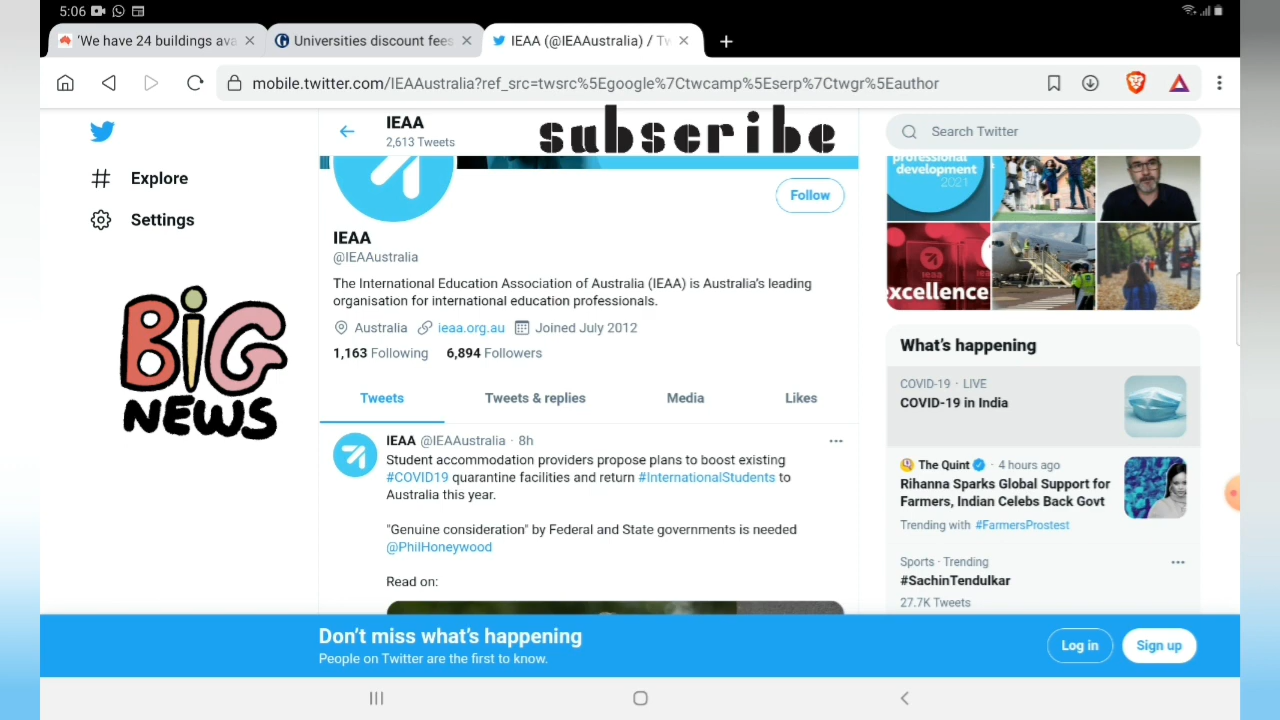 5:06
'We have 24 buildings ava
Universities discount fees
IEAA (@IEAAustralia) / Tw
mobile.twitter.com/IEAAustralia?ref_src=twsrc%5Egoogle%7Ctwcamp%5Eserp%7Ctwgr%5Eauthor
IEAA
2,613 Tweets
subscribe
Search Twitter
Explore
Settings
Follow
professional
development
2021
ieaa
excellence
IEAA
@IEAAustralia
The International Education Association of Australia (IEAA) is Australia's leading
organisation for international education professionals.
Australia ieaa.org.au Joined July 2012
1,163 Following 6,894 Followers
BIG
NEWS
Tweets Tweets & replies Media Likes
IEAA @IEAAustralia · 8h
Student accommodation providers propose plans to boost existing
#COVID19 quarantine facilities and return #InternationalStudents to
Australia this year.
"Genuine consideration" by Federal and State governments is needed
@PhilHoneywood
Read on:
What's happening
COVID-19 · LIVE
COVID-19 in India
The Quint · 4 hours ago
Rihanna Sparks Global Support for
Farmers, Indian Celebs Back Govt
Trending with #FarmersProstest
Sports · Trending
#SachinTendulkar
27.7K Tweets
Don't miss what's happening
People on Twitter are the first to know.
Log in
Sign up